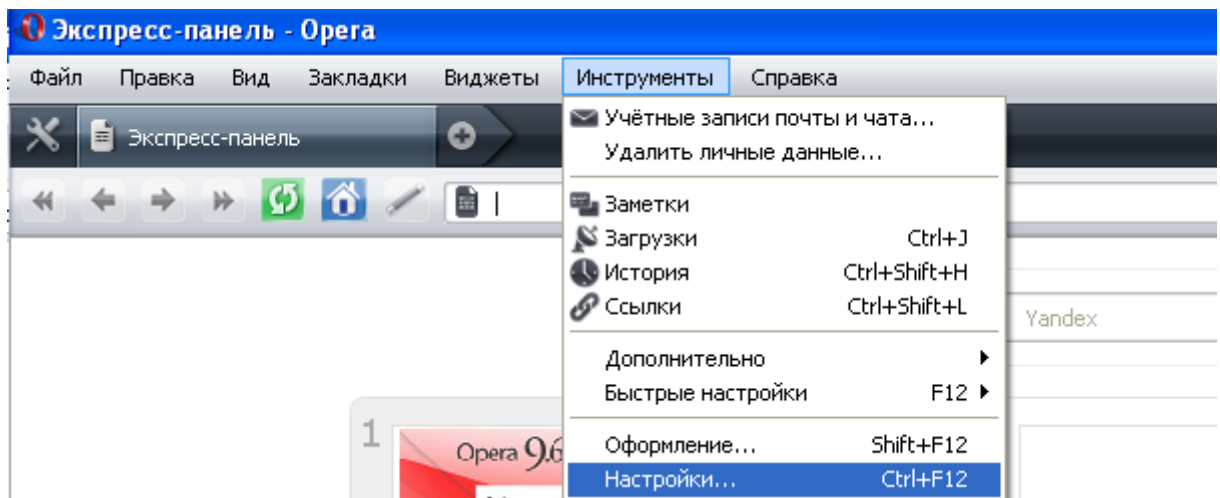 Экспресс-панель - Opera
Файл Правка Вид Закладки Виджеты Инструменты Справка
Экспресс-панель
Учётные записи почты и чата...
Удалить личные данные...
Заметки
Загрузки Ctrl+J
История Ctrl+Shift+H
Ссылки Ctrl+Shift+L
Yandex
Дополнительно
Быстрые настройки F12
1
Opera 9.6
Оформление... Shift+F12
Настройки... Ctrl+F12